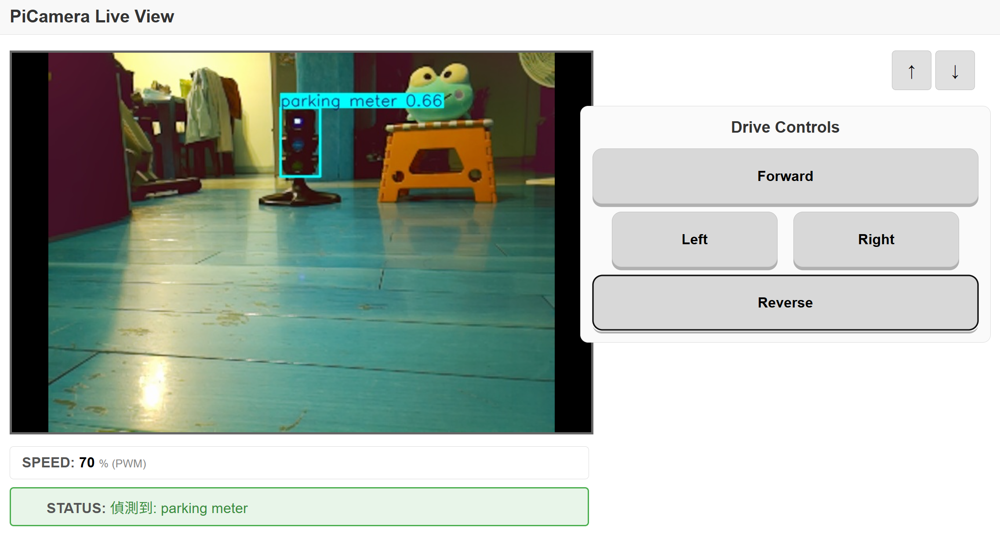 PiCamera Live View
parking meter 0.66
↑ ↓
Drive Controls
Forward
Left Right
Reverse
SPEED: 70 % (PWM)
STATUS: 偵測到: parking meter